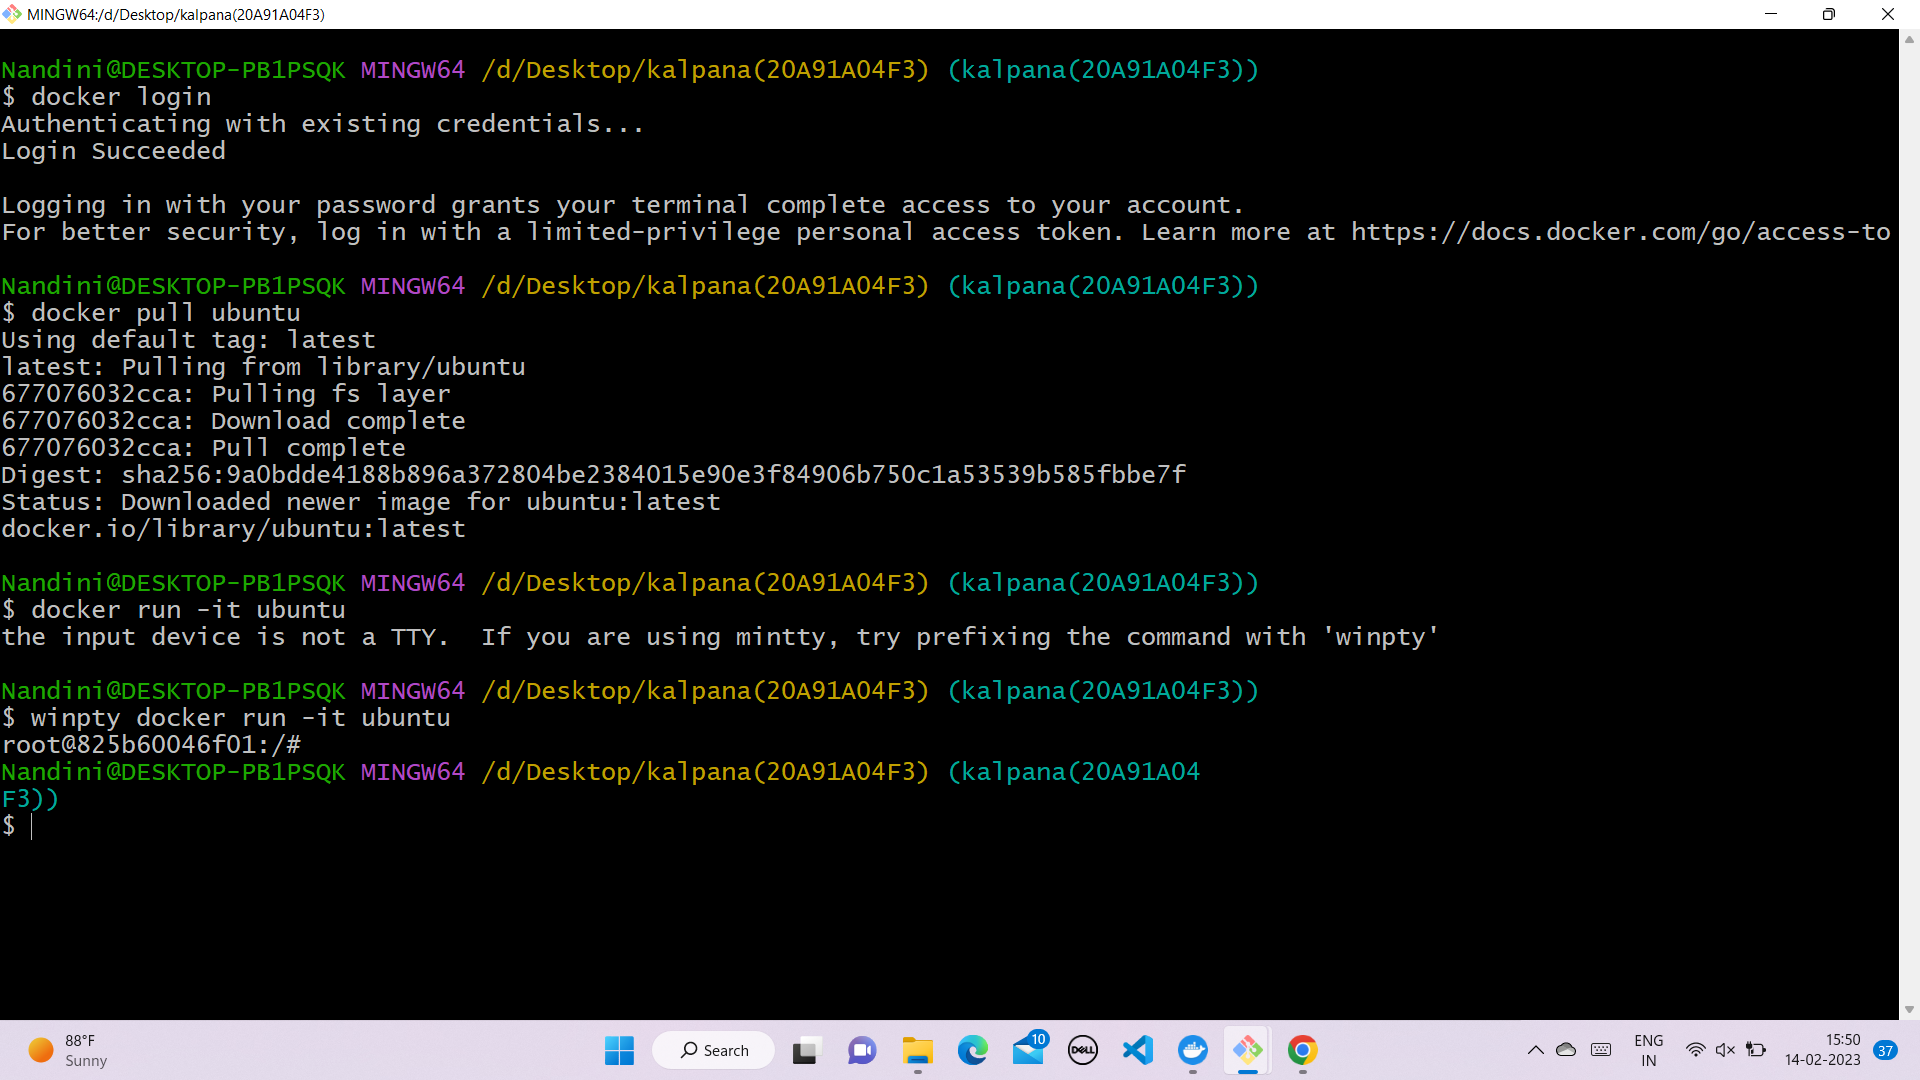 MINGW64:/d/Desktop/kalpana(20A91A04F3)
Nandini@DESKTOP-PB1PSQK MINGW64 /d/Desktop/kalpana(20A91A04F3) (kalpana(20A91A04F3))
$ docker login
Authenticating with existing credentials...
Login Succeeded
Logging in with your password grants your terminal complete access to your account.
For better security, log in with a limited-privilege personal access token. Learn more at https://docs.docker.com/go/access-to
Nandini@DESKTOP-PB1PSQK MINGW64 /d/Desktop/kalpana(20A91A04F3) (kalpana(20A91A04F3))
$ docker pull ubuntu
Using default tag: latest
latest: Pulling from library/ubuntu
677076032cca: Pulling fs layer
677076032cca: Download complete
677076032cca: Pull complete
Digest: sha256:9a0bdde4188b896a372804be2384015e90e3f84906b750c1a53539b585fbbe7f
Status: Downloaded newer image for ubuntu:latest
docker.io/library/ubuntu:latest
Nandini@DESKTOP-PB1PSQK MINGW64 /d/Desktop/kalpana(20A91A04F3) (kalpana(20A91A04F3))
$ docker run -it ubuntu
the input device is not a TTY.  If you are using mintty, try prefixing the command with 'winpty'
Nandini@DESKTOP-PB1PSQK MINGW64 /d/Desktop/kalpana(20A91A04F3) (kalpana(20A91A04F3))
$ winpty docker run -it ubuntu
root@825b60046f01:/#
Nandini@DESKTOP-PB1PSQK MINGW64 /d/Desktop/kalpana(20A91A04F3) (kalpana(20A91A04
F3))
$
88°F
Sunny
Search
10
DELL
ENG
IN
15:50
14-02-2023
37